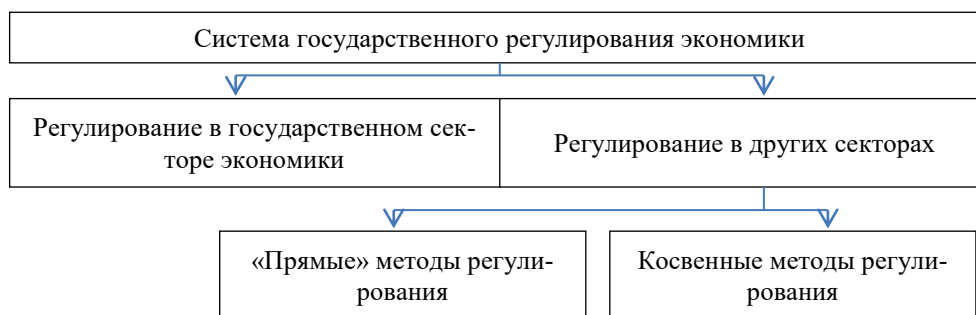 Система государственного регулирования экономики
Регулирование в государственном сек-
торе экономики
Регулирование в других секторах
«Прямые» методы регули-
рования
Косвенные методы регули-
рования